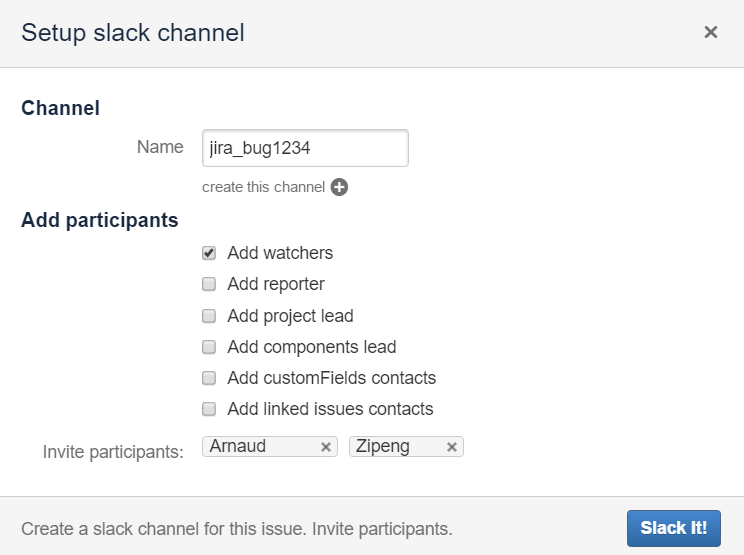 Setup slack channel
Channel
Name jira_bug1234
create this channel
Add participants
Add watchers
Add reporter
Add project lead
Add components lead
Add customFields contacts
Add linked issues contacts
Invite participants: Arnaud Zipeng
Create a slack channel for this issue. Invite participants. Slack It!